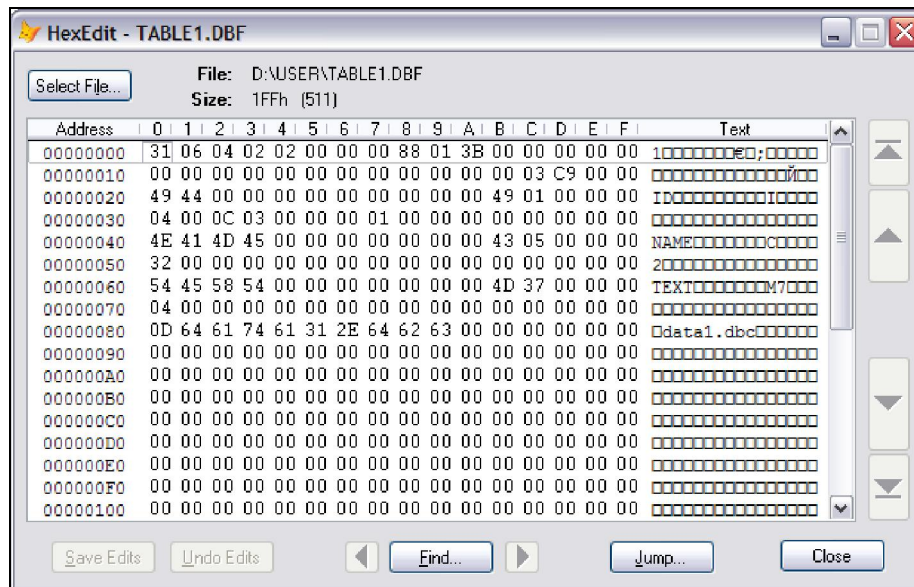 HexEdit - TABLE1.DBF
Select File... File: D:\USER\TABLE1.DBF
Size: 1FFh (511)
Address 0 1 2 3 4 5 6 7 8 9 A B C D E F Text
00000000 31 06 04 02 02 00 00 00 88 01 3B 00 00 00 00 00 1□□□□□□□€□;□□□□□
00000010 00 00 00 00 00 00 00 00 00 00 00 00 03 C9 00 00 □□□□□□□□□□□□□Й□□
00000020 49 44 00 00 00 00 00 00 00 00 00 49 01 00 00 00 ID□□□□□□□□□I□□□□
00000030 04 00 0C 03 00 00 00 01 00 00 00 00 00 00 00 00 □□□□□□□□□□□□□□□□
00000040 4E 41 4D 45 00 00 00 00 00 00 00 43 05 00 00 00 NAME□□□□□□□C□□□□
00000050 32 00 00 00 00 00 00 00 00 00 00 00 00 00 00 00 2□□□□□□□□□□□□□□□
00000060 54 45 58 54 00 00 00 00 00 00 00 4D 37 00 00 00 TEXT□□□□□□□M7□□□
00000070 04 00 00 00 00 00 00 00 00 00 00 00 00 00 00 00 □□□□□□□□□□□□□□□□
00000080 0D 64 61 74 61 31 2E 64 62 63 00 00 00 00 00 00 □data1.dbc□□□□□□
00000090 00 00 00 00 00 00 00 00 00 00 00 00 00 00 00 00 □□□□□□□□□□□□□□□□
000000A0 00 00 00 00 00 00 00 00 00 00 00 00 00 00 00 00 □□□□□□□□□□□□□□□□
000000B0 00 00 00 00 00 00 00 00 00 00 00 00 00 00 00 00 □□□□□□□□□□□□□□□□
000000C0 00 00 00 00 00 00 00 00 00 00 00 00 00 00 00 00 □□□□□□□□□□□□□□□□
000000D0 00 00 00 00 00 00 00 00 00 00 00 00 00 00 00 00 □□□□□□□□□□□□□□□□
000000E0 00 00 00 00 00 00 00 00 00 00 00 00 00 00 00 00 □□□□□□□□□□□□□□□□
000000F0 00 00 00 00 00 00 00 00 00 00 00 00 00 00 00 00 □□□□□□□□□□□□□□□□
00000100 00 00 00 00 00 00 00 00 00 00 00 00 00 00 00 00 □□□□□□□□□□□□□□□□
Save Edits Undo Edits Find... Jump... Close